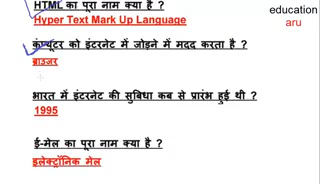 HTML का पूरा नाम क्या है ?
education
Hyper Text Mark Up Language
aru
कंप्यूटर को इंटरनेट में जोड़ने में मदद करता है ?
ब्राउजर
भारत में इंटरनेट की सुबिधा कब से प्रारंभ हुई थी ?
1995
ई-मेल का पूरा नाम क्या है ?
इलेक्ट्रॉनिक मेल